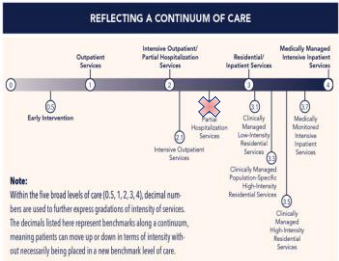 REFLECTING A CONTINUUM OF CARE
Intensive Outpatient/
Partial Hospitalization
Services
Medically Managed
Intensive Inpatient
Services
Outpatient
Services
Residential/
Inpatient Services
0
1
2
3
4
0.5
Early Intervention
2.1
Intensive Outpatient
Services
Partial
Hospitalization
Services
3.1
Clinically
Managed
Low-Intensity
Residential
Services
3.3
Clinically Managed
Population-Specific
High-Intensity
Residential Services
3.5
Clinically
Managed
High-Intensity
Residential
Services
3.7
Medically
Monitored
Intensive
Inpatient
Services
Note:
Within the five broad levels of care (0.5, 1, 2, 3, 4), decimal num-
bers are used to further express gradations of intensity of services.
The decimals listed here represent benchmarks along a continuum,
meaning patients can move up or down in terms of intensity with-
out necessarily being placed in a new benchmark level of care.